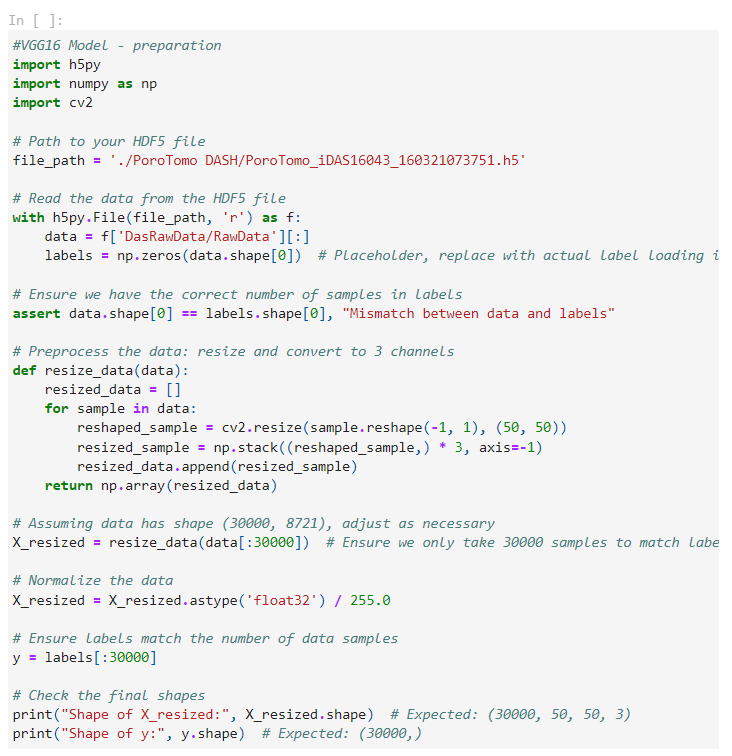 In [ ]:
#VGG16 Model - preparation
import h5py
import numpy as np
import cv2

# Path to your HDF5 file
file_path = './PoroTomo DASH/PoroTomo_iDAS16043_160321073751.h5'

# Read the data from the HDF5 file
with h5py.File(file_path, 'r') as f:
    data = f['DasRawData/RawData'][:]
    labels = np.zeros(data.shape[0])  # Placeholder, replace with actual label loading i

# Ensure we have the correct number of samples in labels
assert data.shape[0] == labels.shape[0], "Mismatch between data and labels"

# Preprocess the data: resize and convert to 3 channels
def resize_data(data):
    resized_data = []
    for sample in data:
        reshaped_sample = cv2.resize(sample.reshape(-1, 1), (50, 50))
        resized_sample = np.stack((reshaped_sample,) * 3, axis=-1)
        resized_data.append(resized_sample)
    return np.array(resized_data)

# Assuming data has shape (30000, 8721), adjust as necessary
X_resized = resize_data(data[:30000])  # Ensure we only take 30000 samples to match labe

# Normalize the data
X_resized = X_resized.astype('float32') / 255.0

# Ensure labels match the number of data samples
y = labels[:30000]

# Check the final shapes
print("Shape of X_resized:", X_resized.shape)  # Expected: (30000, 50, 50, 3)
print("Shape of y:", y.shape)  # Expected: (30000,)